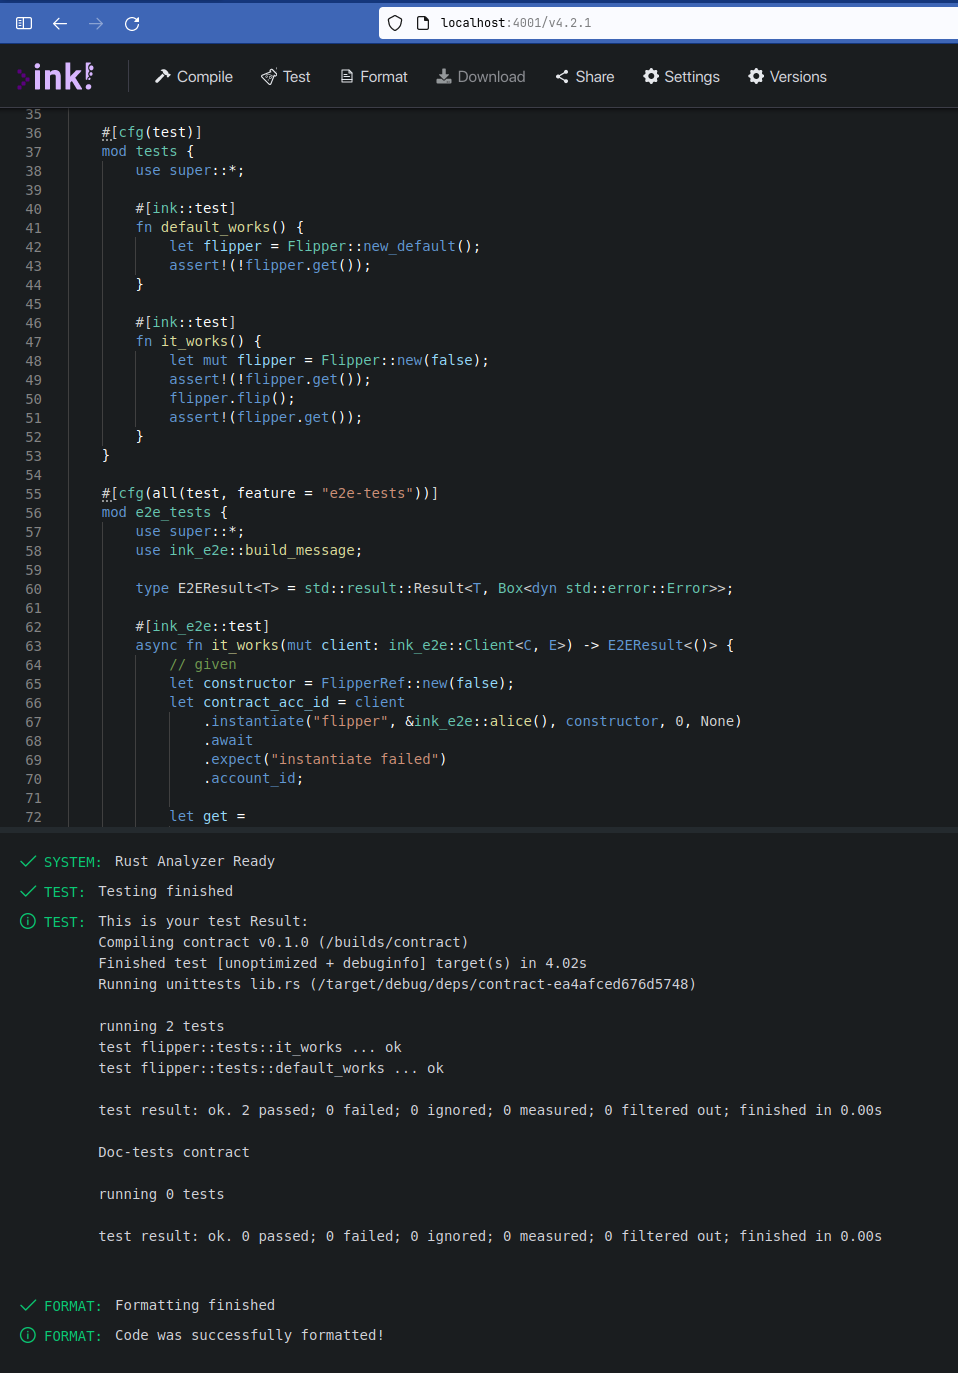 localhost:4001/v4.2.1
ink!
Compile
Test
Format
Download
Share
Settings
Versions
35
36 #[cfg(test)]
37 mod tests {
38 use super::*;
39
40 #[ink::test]
41 fn default_works() {
42 let flipper = Flipper::new_default();
43 assert!(!flipper.get());
44 }
45
46 #[ink::test]
47 fn it_works() {
48 let mut flipper = Flipper::new(false);
49 assert!(!flipper.get());
50 flipper.flip();
51 assert!(flipper.get());
52 }
53 }
54
55 #[cfg(all(test, feature = "e2e-tests"))]
56 mod e2e_tests {
57 use super::*;
58 use ink_e2e::build_message;
59
60 type E2EResult<T> = std::result::Result<T, Box<dyn std::error::Error>>;
61
62 #[ink_e2e::test]
63 async fn it_works(mut client: ink_e2e::Client<C, E>) -> E2EResult<()> {
64 // given
65 let constructor = FlipperRef::new(false);
66 let contract_acc_id = client
67 .instantiate("flipper", &ink_e2e::alice(), constructor, 0, None)
68 .await
69 .expect("instantiate failed")
70 .account_id;
71
72 let get =
SYSTEM: Rust Analyzer Ready
TEST: Testing finished
TEST: This is your test Result:
Compiling contract v0.1.0 (/builds/contract)
Finished test [unoptimized + debuginfo] target(s) in 4.02s
Running unittests lib.rs (/target/debug/deps/contract-ea4afced676d5748)
running 2 tests
test flipper::tests::it_works ... ok
test flipper::tests::default_works ... ok
test result: ok. 2 passed; 0 failed; 0 ignored; 0 measured; 0 filtered out; finished in 0.00s
Doc-tests contract
running 0 tests
test result: ok. 0 passed; 0 failed; 0 ignored; 0 measured; 0 filtered out; finished in 0.00s
FORMAT: Formatting finished
FORMAT: Code was successfully formatted!